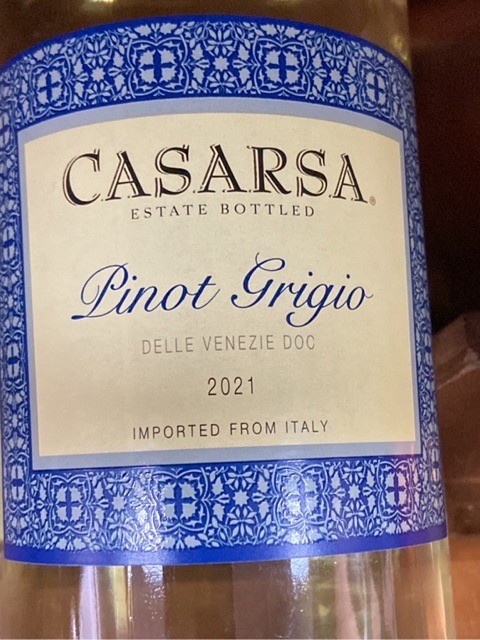 CASARSA®
ESTATE BOTTLED
Pinot Grigio
DELLE VENEZIE DOC
2021
IMPORTED FROM ITALY